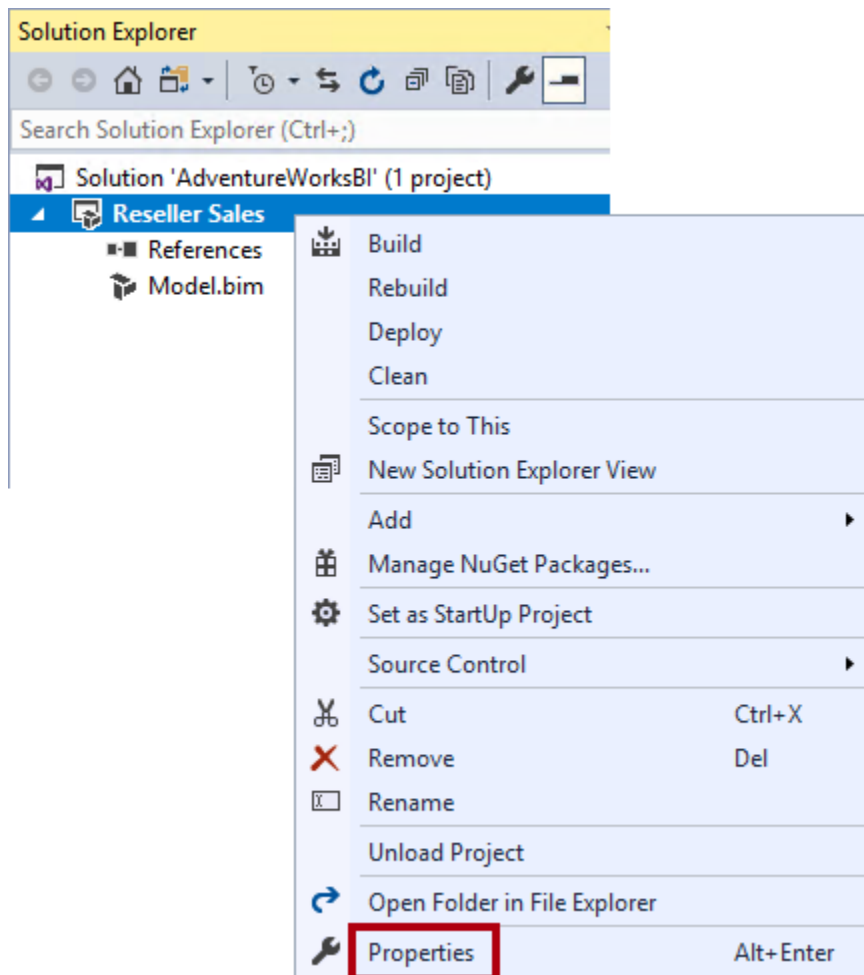 Solution Explorer
Search Solution Explorer (Ctrl+;)
Solution 'AdventureWorksBI' (1 project)
Reseller Sales
References
Model.bim
Build
Rebuild
Deploy
Clean
Scope to This
New Solution Explorer View
Add
Manage NuGet Packages...
Set as StartUp Project
Source Control
Cut Ctrl+X
Remove Del
Rename
Unload Project
Open Folder in File Explorer
Properties Alt+Enter